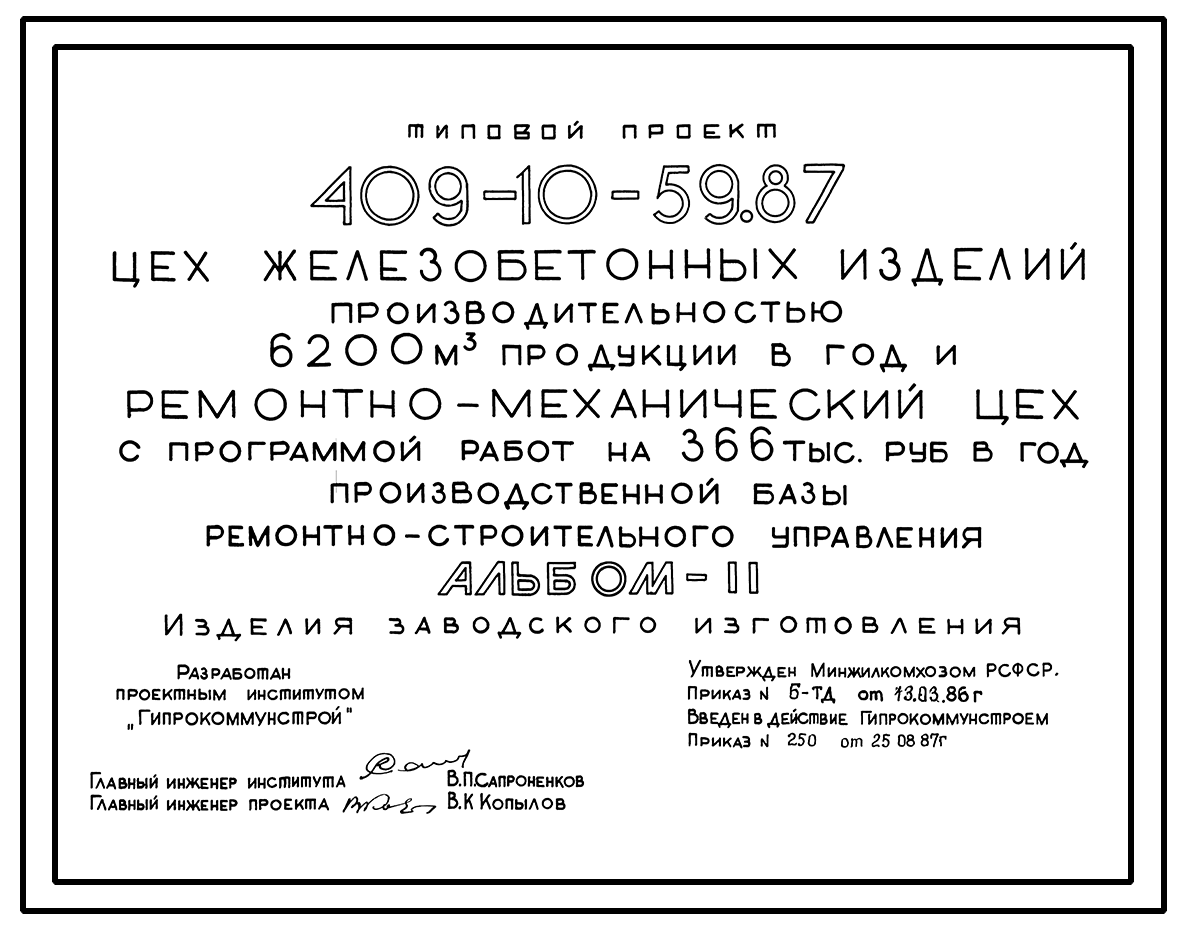 ТИПОВОЙ ПРОЕКТ
409-10-59.87
ЦЕХ ЖЕЛЕЗОБЕТОННЫХ ИЗДЕЛИЙ
ПРОИЗВОДИТЕЛЬНОСТЬЮ
6200м³ ПРОДУКЦИИ В ГОД И
РЕМОНТНО-МЕХАНИЧЕСКИЙ ЦЕХ
С ПРОГРАММОЙ РАБОТ НА 366 ТЫС. РУБ В ГОД
ПРОИЗВОДСТВЕННОЙ БАЗЫ
РЕМОНТНО-СТРОИТЕЛЬНОГО УПРАВЛЕНИЯ
АЛЬБОМ-II
ИЗДЕЛИЯ ЗАВОДСКОГО ИЗГОТОВЛЕНИЯ
РАЗРАБОТАН
ПРОЕКТНЫМ ИНСТИТУТОМ
„ГИПРОКОММУНСТРОЙ"
УТВЕРЖДЕН МИНЖИЛКОМХОЗОМ РСФСР.
ПРИКАЗ N Б-ТД от 13.03.86г
ВВЕДЕН В ДЕЙСТВИЕ ГИПРОКОММУНСТРОЕМ
ПРИКАЗ N 250 от 25 08 87г
ГЛАВНЫЙ ИНЖЕНЕР ИНСТИТУТА В.П.САПРОНЕНКОВ
ГЛАВНЫЙ ИНЖЕНЕР ПРОЕКТА В.К КОПЫЛОВ